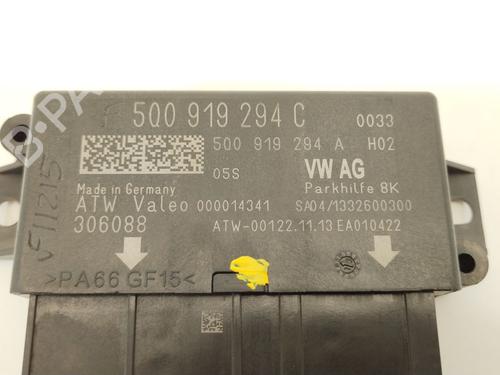 5Q0 919 294 C 0033
5Q0 919 294 A H02
05S VW AG
Made in Germany Parkhilfe 8K
ATW Valeo 000014341 SA04/1332600300
306088 ATW-00122.11.13 EA010422
>PA66 GF15<